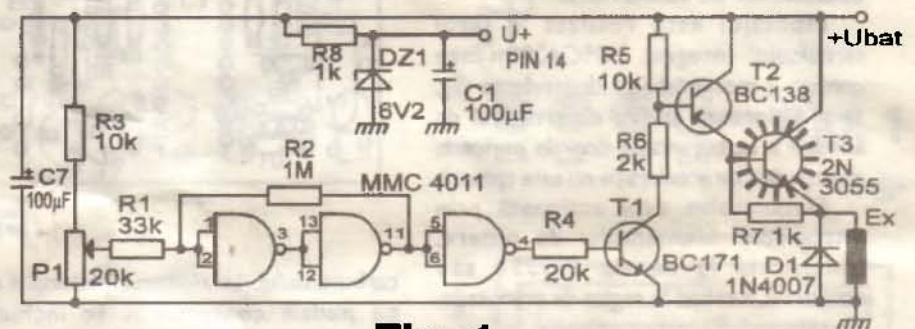 +Ubat
U+
PIN 14
R8
1k
DZ1
6V2
C1
100µF
R5
10k
T2
BC138
T3
2N
3055
R3
10k
R2
1M
MMC 4011
R6
2k
C7
100µF
R1
33k
1
2
3
13
12
11
5
6
4
R4
20k
T1
BC171
R7 1k
D1
1N4007
Ex
P1
20k